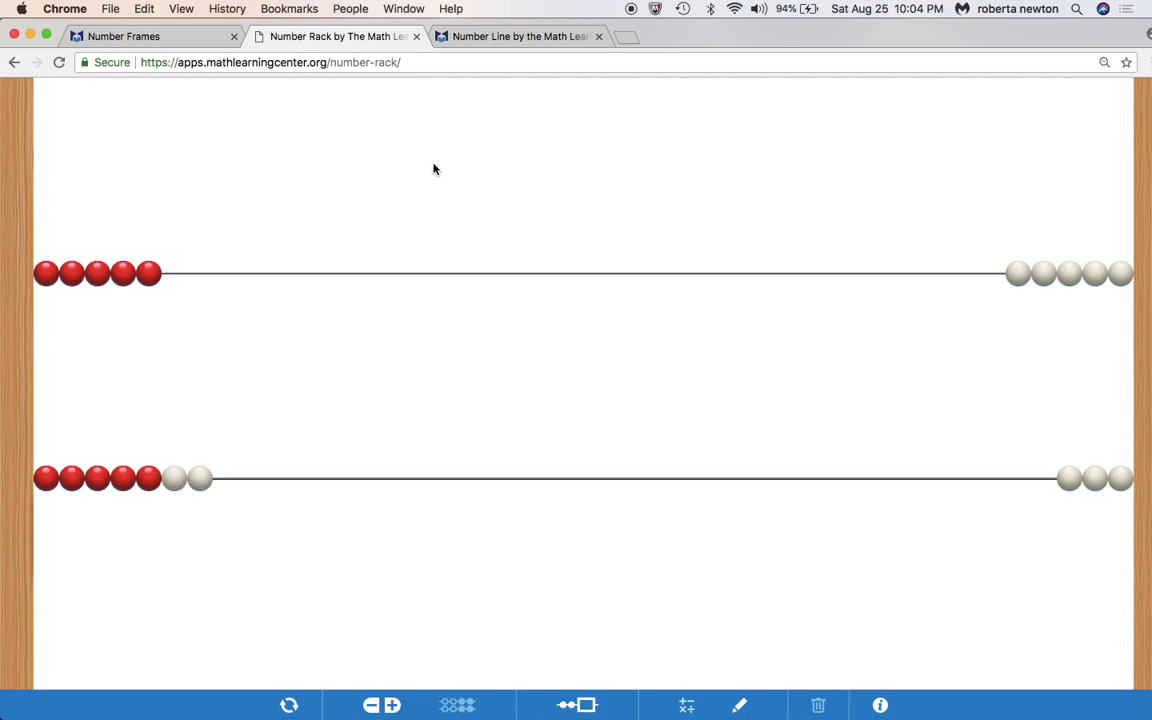 Chrome File Edit View History Bookmarks People Window Help 94% Sat Aug 25 10:04 PM roberta newton
Number Frames Number Rack by The Math Lea Number Line by the Math Lear
Secure https://apps.mathlearningcenter.org/number-rack/